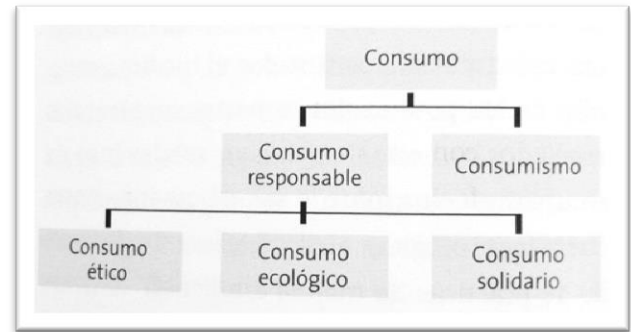 Consumo
Consumo
responsable
Consumismo
Consumo
ético
Consumo
ecológico
Consumo
solidario